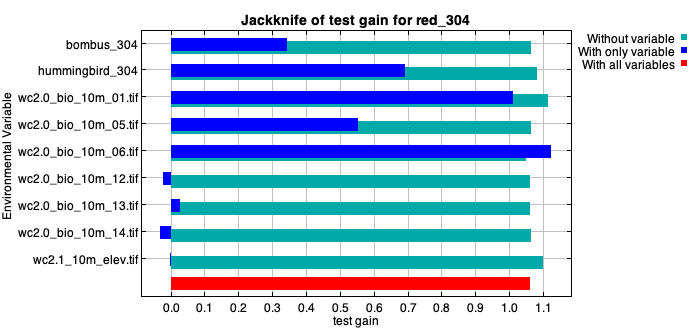 Jackknife of test gain for red_304
Without variable
With only variable
With all variables
Environmental Variable
bombus_304
hummingbird_304
wc2.0_bio_10m_01.tif
wc2.0_bio_10m_05.tif
wc2.0_bio_10m_06.tif
wc2.0_bio_10m_12.tif
wc2.0_bio_10m_13.tif
wc2.0_bio_10m_14.tif
wc2.1_10m_elev.tif
0.0 0.1 0.2 0.3 0.4 0.5 0.6 0.7 0.8 0.9 1.0 1.1
test gain